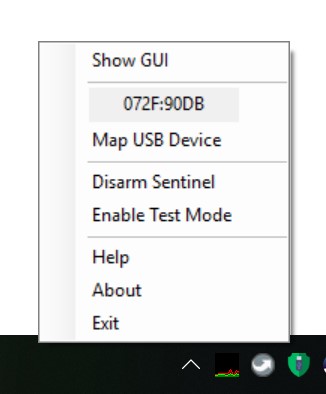 Show GUI
072F:90DB
Map USB Device
Disarm Sentinel
Enable Test Mode
Help
About
Exit